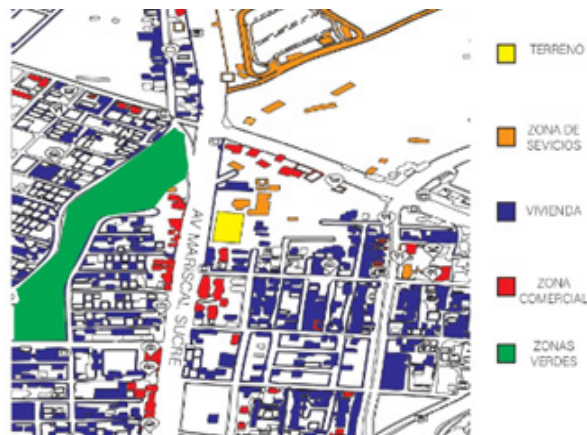 TERRENO
ZONA DE
SEVICIOS
VIVIENDA
ZONA
COMERCIAL
ZONAS
VERDES
AV MARISCAL SUCRE